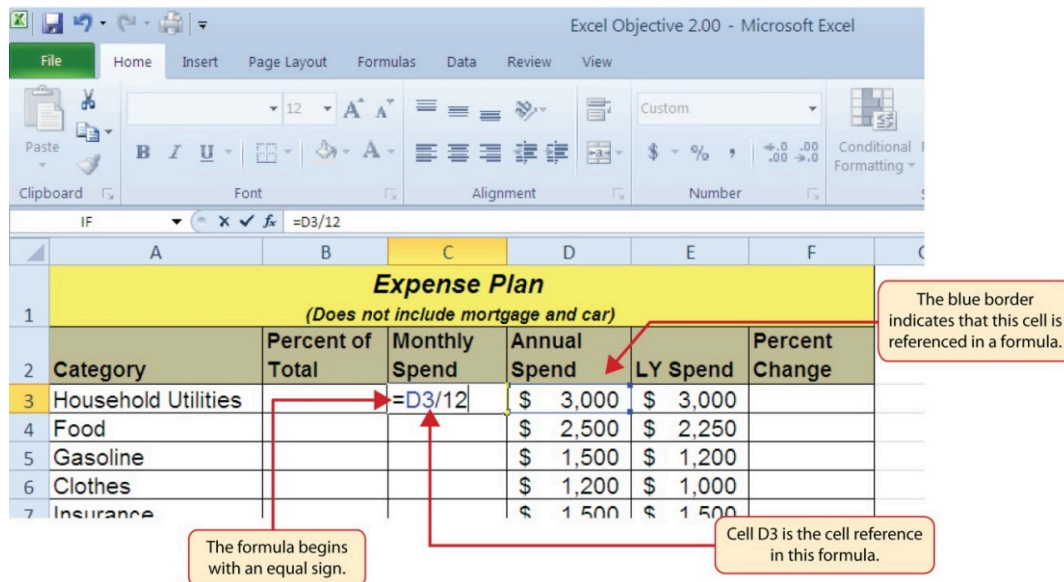 Excel Objective 2.00 - Microsoft Excel
File Home Insert Page Layout Formulas Data Review View
12 A A Custom
Paste B I U A $ % , .0 .00 .00 .0 Conditional
Formatting
Clipboard Font Alignment Number
IF fx =D3/12
A B C D E F
1 Expense Plan
(Does not include mortgage and car)
2 Category Percent of Total Monthly Spend Annual Spend LY Spend Percent Change
3 Household Utilities =D3/12 $ 3,000 $ 3,000
4 Food $ 2,500 $ 2,250
5 Gasoline $ 1,500 $ 1,200
6 Clothes $ 1,200 $ 1,000
7 Insurance $ 1,500 $ 1,500
The blue border
indicates that this cell is
referenced in a formula.
The formula begins
with an equal sign.
Cell D3 is the cell reference
in this formula.